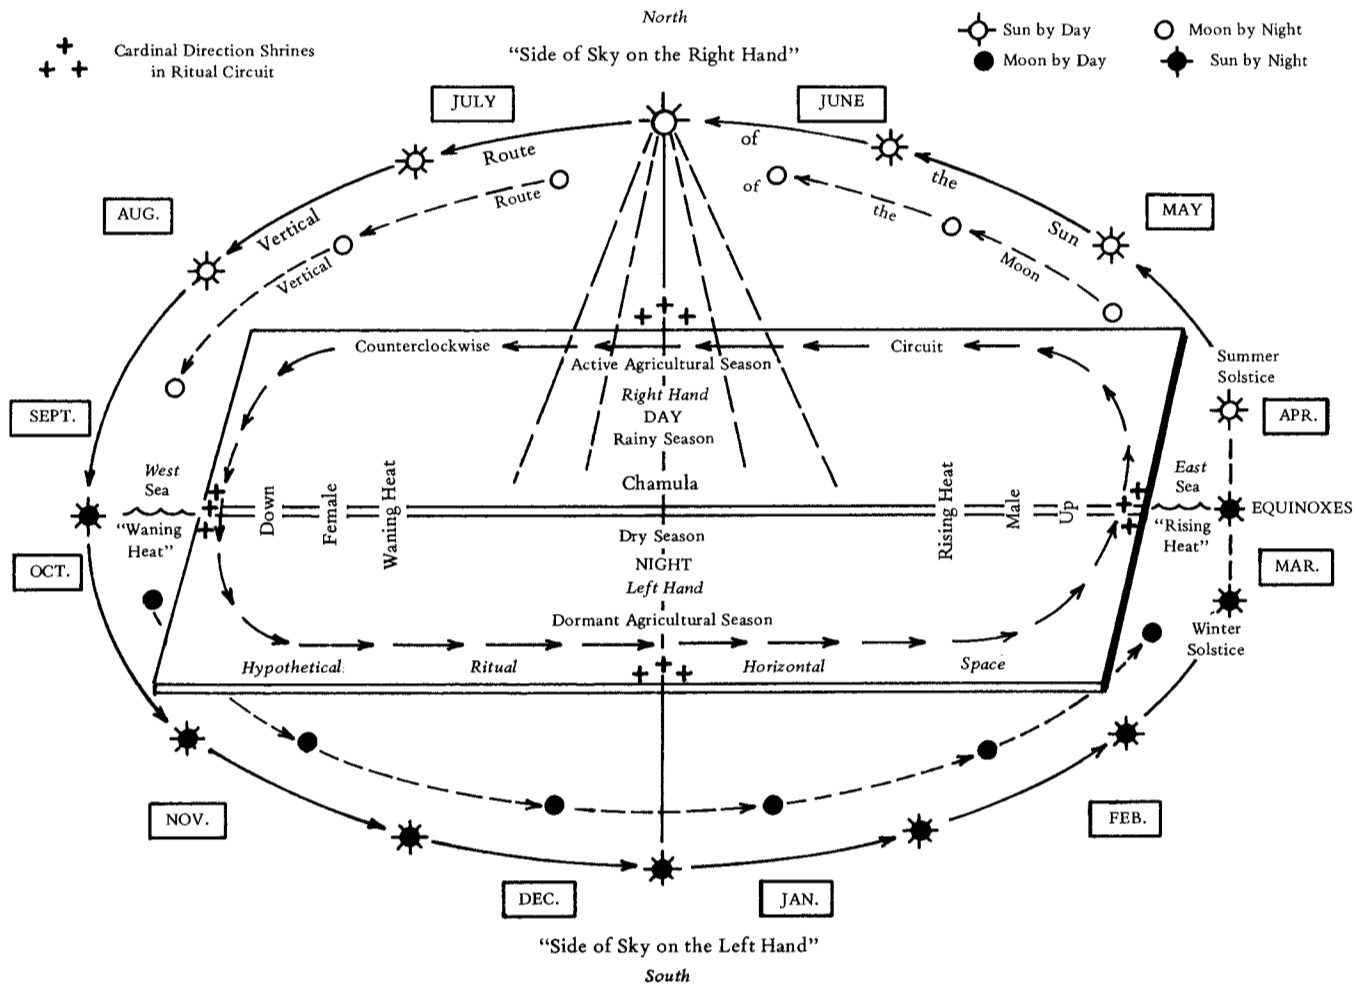 North
"Side of Sky on the Right Hand"
Cardinal Direction Shrines
in Ritual Circuit
Sun by Day
Moon by Night
Moon by Day
Sun by Night
JULY
JUNE
AUG.
MAY
Vertical Route of the Sun
Vertical Route of the Moon
Summer
Solstice
SEPT.
APR.
Counterclockwise
Circuit
Active Agricultural Season
Right Hand
DAY
Rainy Season
Chamula
West
Sea
"Waning
Heat"
Down
Female
Waning Heat
Rising Heat
Male
Up
East
Sea
"Rising
Heat"
EQUINOXES
Dry Season
NIGHT
Left Hand
Dormant Agricultural Season
OCT.
MAR.
Winter
Solstice
Hypothetical Ritual Horizontal Space
NOV.
FEB.
DEC.
JAN.
"Side of Sky on the Left Hand"
South